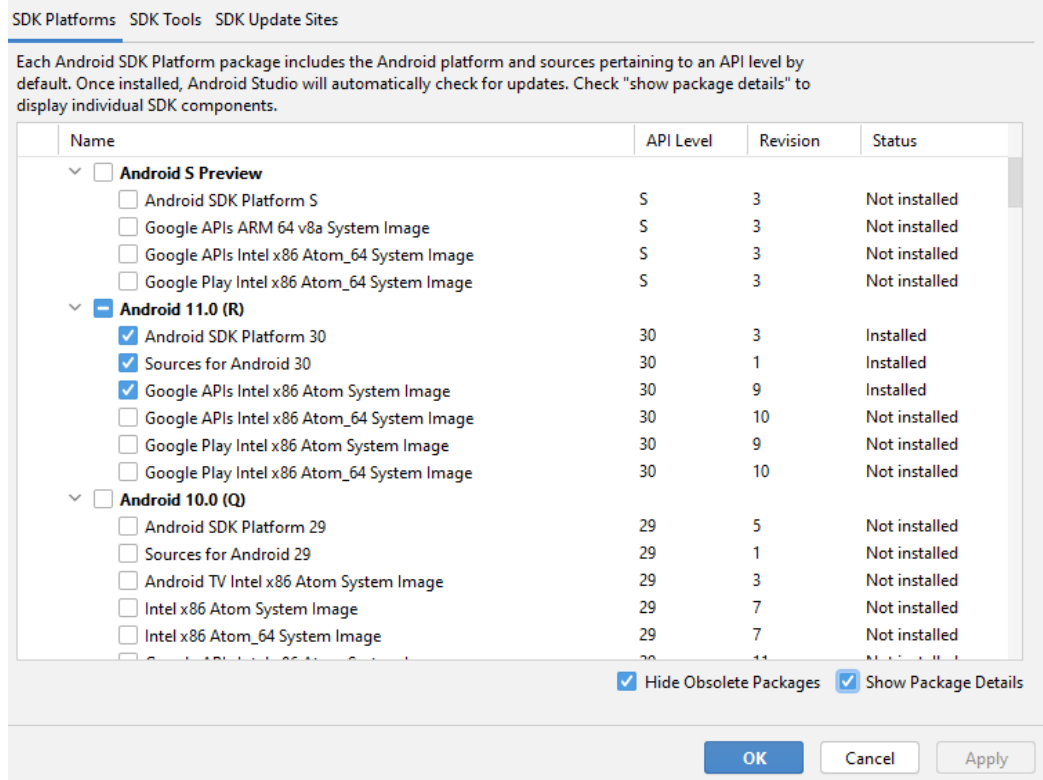 SDK Platforms SDK Tools SDK Update Sites
Each Android SDK Platform package includes the Android platform and sources pertaining to an API level by
default. Once installed, Android Studio will automatically check for updates. Check "show package details" to
display individual SDK components.
Name API Level Revision Status
Android S Preview
Android SDK Platform S S 3 Not installed
Google APIs ARM 64 v8a System Image S 3 Not installed
Google APIs Intel x86 Atom_64 System Image S 3 Not installed
Google Play Intel x86 Atom_64 System Image S 3 Not installed
Android 11.0 (R)
Android SDK Platform 30 30 3 Installed
Sources for Android 30 30 1 Installed
Google APIs Intel x86 Atom System Image 30 9 Installed
Google APIs Intel x86 Atom_64 System Image 30 10 Not installed
Google Play Intel x86 Atom System Image 30 9 Not installed
Google Play Intel x86 Atom_64 System Image 30 10 Not installed
Android 10.0 (Q)
Android SDK Platform 29 29 5 Not installed
Sources for Android 29 29 1 Not installed
Android TV Intel x86 Atom System Image 29 3 Not installed
Intel x86 Atom System Image 29 7 Not installed
Intel x86 Atom_64 System Image 29 7 Not installed
Hide Obsolete Packages Show Package Details
OK Cancel Apply